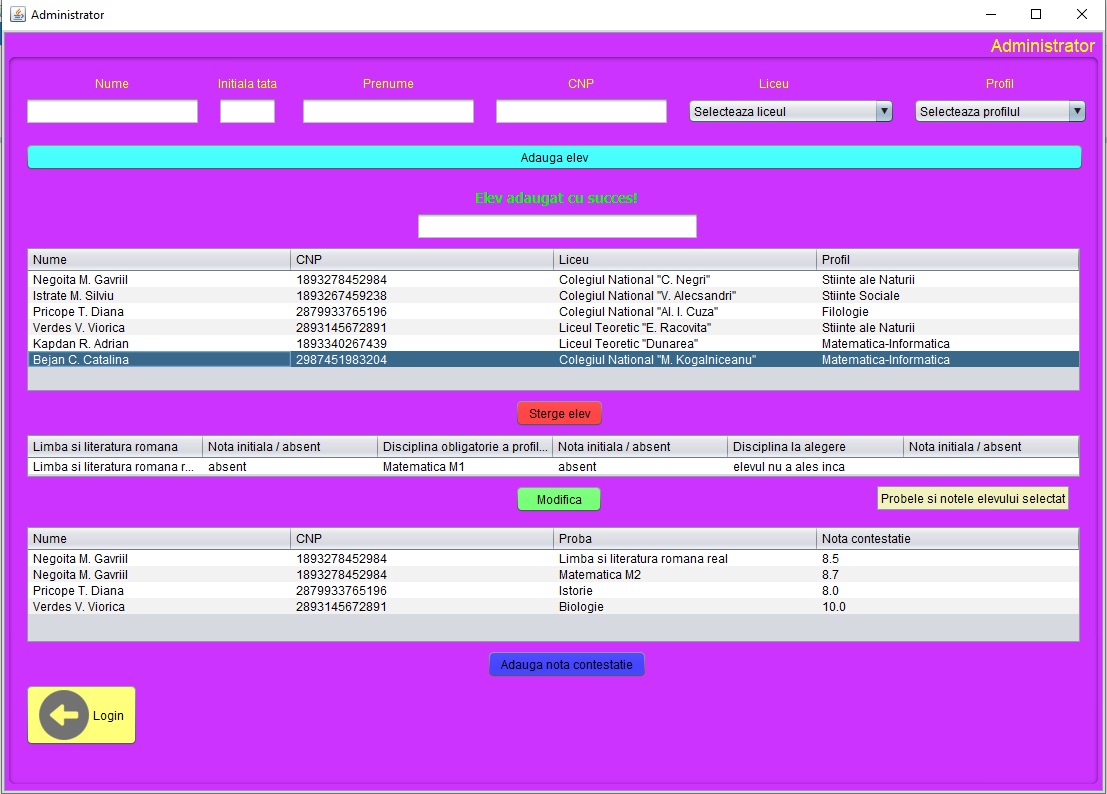 Administrator
Administrator
Nume Initiala tata Prenume CNP Liceu Profil
Selecteaza liceul Selecteaza profilul
Adauga elev
Elev adaugat cu succes!
Nume CNP Liceu Profil
Negoita M. Gavriil 1893278452984 Colegiul National "C. Negri" Stiinte ale Naturii
Istrate M. Silviu 1893267459238 Colegiul National "V. Alecsandri" Stiinte Sociale
Pricope T. Diana 2879933765196 Colegiul National "Al. I. Cuza" Filologie
Verdes V. Viorica 2893145672891 Liceul Teoretic "E. Racovita" Stiinte ale Naturii
Kapdan R. Adrian 1893340267439 Liceul Teoretic "Dunarea" Matematica-Informatica
Bejan C. Catalina 2987451983204 Colegiul National "M. Kogalniceanu" Matematica-Informatica
Sterge elev
Limba si literatura romana Nota initiala / absent Disciplina obligatorie a profil... Nota initiala / absent Disciplina la alegere Nota initiala / absent
Limba si literatura romana r... absent Matematica M1 absent elevul nu a ales inca
Modifica
Probele si notele elevului selectat
Nume CNP Proba Nota contestatie
Negoita M. Gavriil 1893278452984 Limba si literatura romana real 8.5
Negoita M. Gavriil 1893278452984 Matematica M2 8.7
Pricope T. Diana 2879933765196 Istorie 8.0
Verdes V. Viorica 2893145672891 Biologie 10.0
Adauga nota contestatie
Login